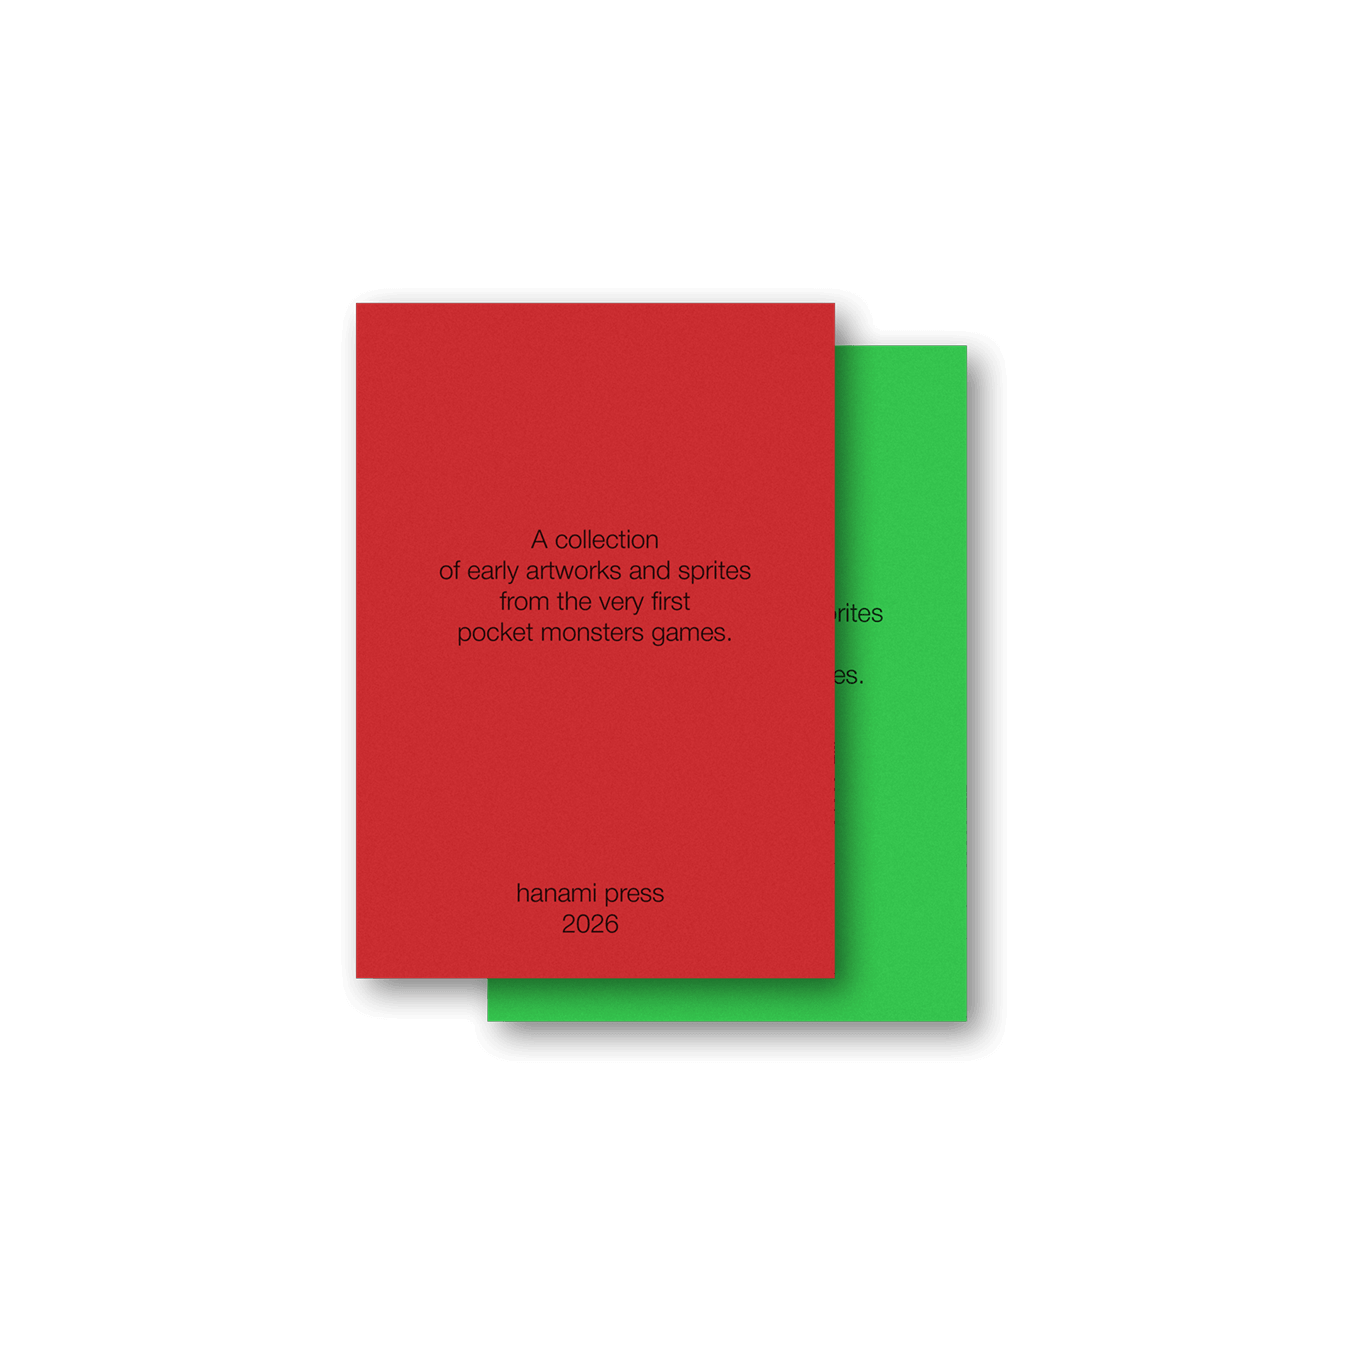 A collection
of early artworks and sprites
from the very first
pocket monsters games.
hanami press
2026